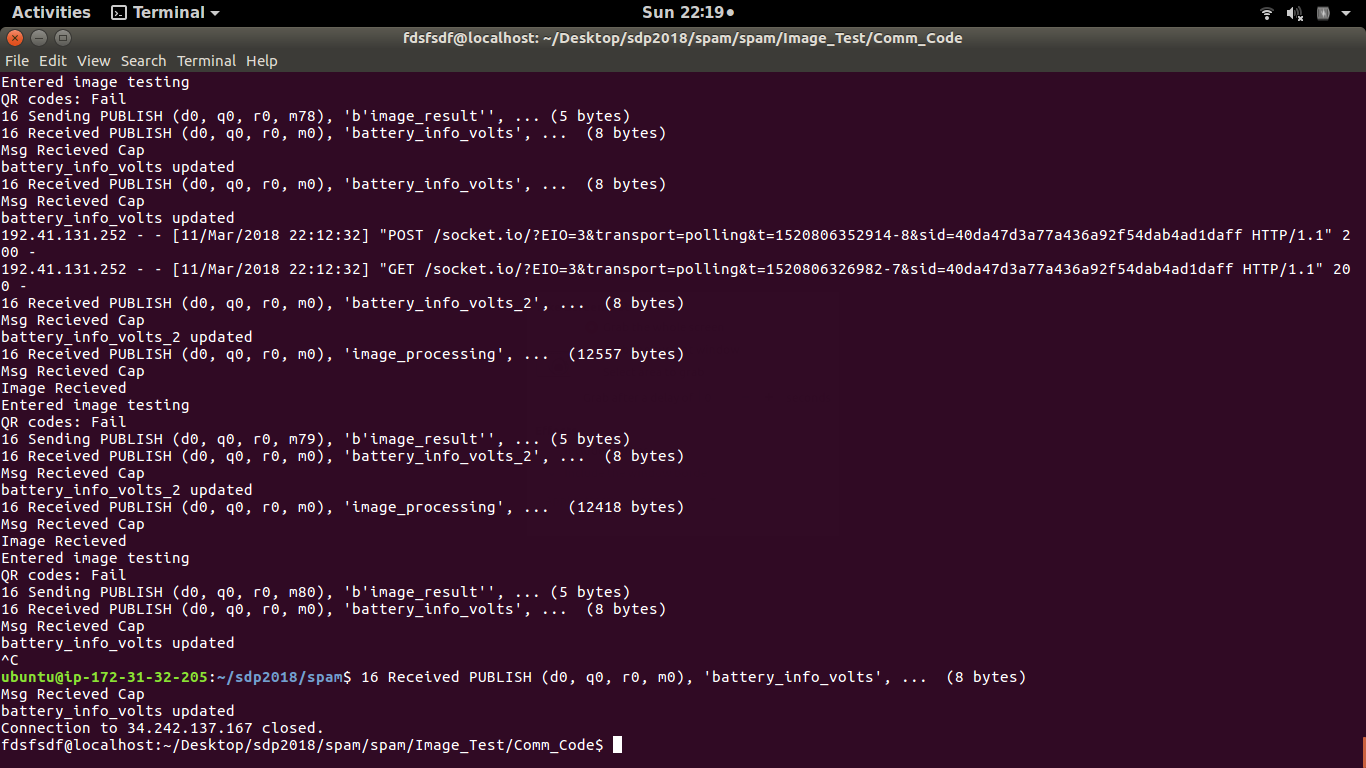 Activities Terminal Sun 22:19
fdsfsdf@localhost: ~/Desktop/sdp2018/spam/spam/Image_Test/Comm_Code
File Edit View Search Terminal Help
Entered image testing
QR codes: Fail
16 Sending PUBLISH (d0, q0, r0, m78), 'b'image_result'', ... (5 bytes)
16 Received PUBLISH (d0, q0, r0, m0), 'battery_info_volts', ...  (8 bytes)
Msg Recieved Cap
battery_info_volts updated
16 Received PUBLISH (d0, q0, r0, m0), 'battery_info_volts', ...  (8 bytes)
Msg Recieved Cap
battery_info_volts updated
192.41.131.252 - - [11/Mar/2018 22:12:32] "POST /socket.io/?EIO=3&transport=polling&t=1520806352914-8&sid=40da47d3a77a436a92f54dab4ad1daff HTTP/1.1" 2
00 -
192.41.131.252 - - [11/Mar/2018 22:12:32] "GET /socket.io/?EIO=3&transport=polling&t=1520806326982-7&sid=40da47d3a77a436a92f54dab4ad1daff HTTP/1.1" 20
0 -
16 Received PUBLISH (d0, q0, r0, m0), 'battery_info_volts_2', ...  (8 bytes)
Msg Recieved Cap
battery_info_volts_2 updated
16 Received PUBLISH (d0, q0, r0, m0), 'image_processing', ...  (12557 bytes)
Msg Recieved Cap
Image Recieved
Entered image testing
QR codes: Fail
16 Sending PUBLISH (d0, q0, r0, m79), 'b'image_result'', ... (5 bytes)
16 Received PUBLISH (d0, q0, r0, m0), 'battery_info_volts_2', ...  (8 bytes)
Msg Recieved Cap
battery_info_volts_2 updated
16 Received PUBLISH (d0, q0, r0, m0), 'image_processing', ...  (12418 bytes)
Msg Recieved Cap
Image Recieved
Entered image testing
QR codes: Fail
16 Sending PUBLISH (d0, q0, r0, m80), 'b'image_result'', ... (5 bytes)
16 Received PUBLISH (d0, q0, r0, m0), 'battery_info_volts', ...  (8 bytes)
Msg Recieved Cap
battery_info_volts updated
^C
ubuntu@ip-172-31-32-205:~/sdp2018/spam$ 16 Received PUBLISH (d0, q0, r0, m0), 'battery_info_volts', ...  (8 bytes)
Msg Recieved Cap
battery_info_volts updated
Connection to 34.242.137.167 closed.
fdsfsdf@localhost:~/Desktop/sdp2018/spam/spam/Image_Test/Comm_Code$